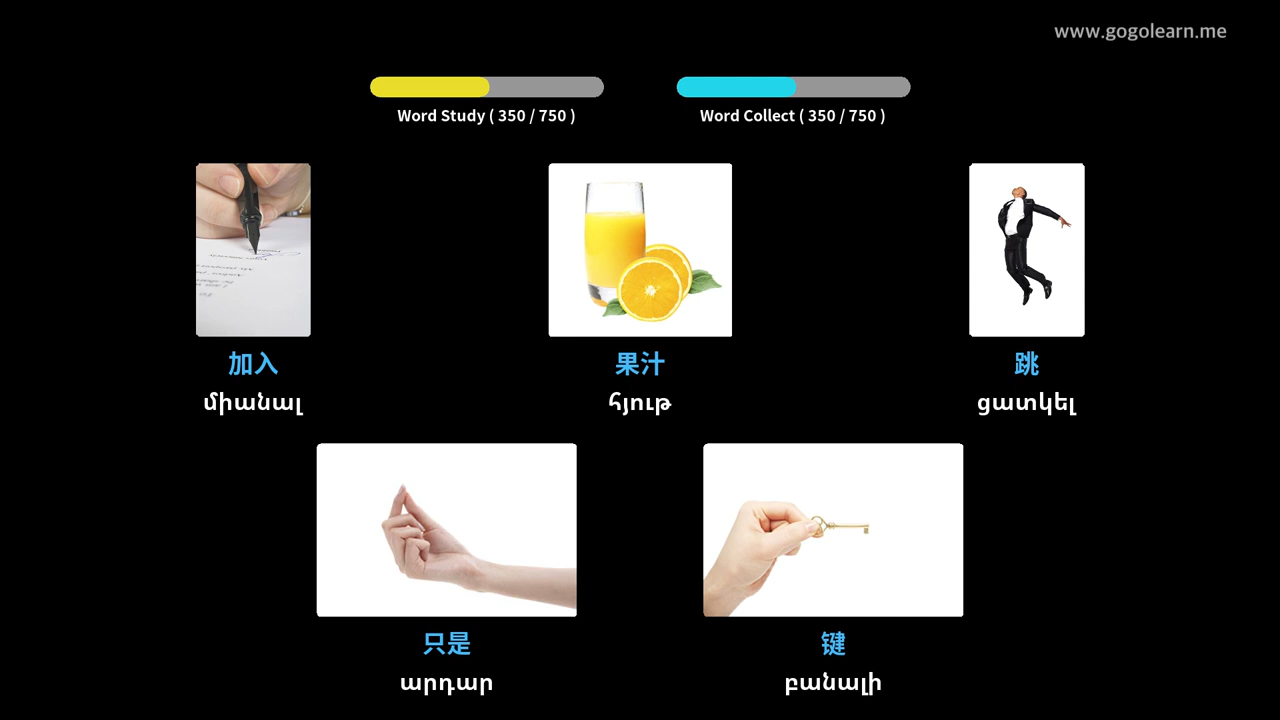 www.gogolearn.me
Word Study ( 350 / 750 )
Word Collect ( 350 / 750 )
加入
միանալ
果汁
հյութ
跳
ցատկել
只是
արդար
键
բանալի